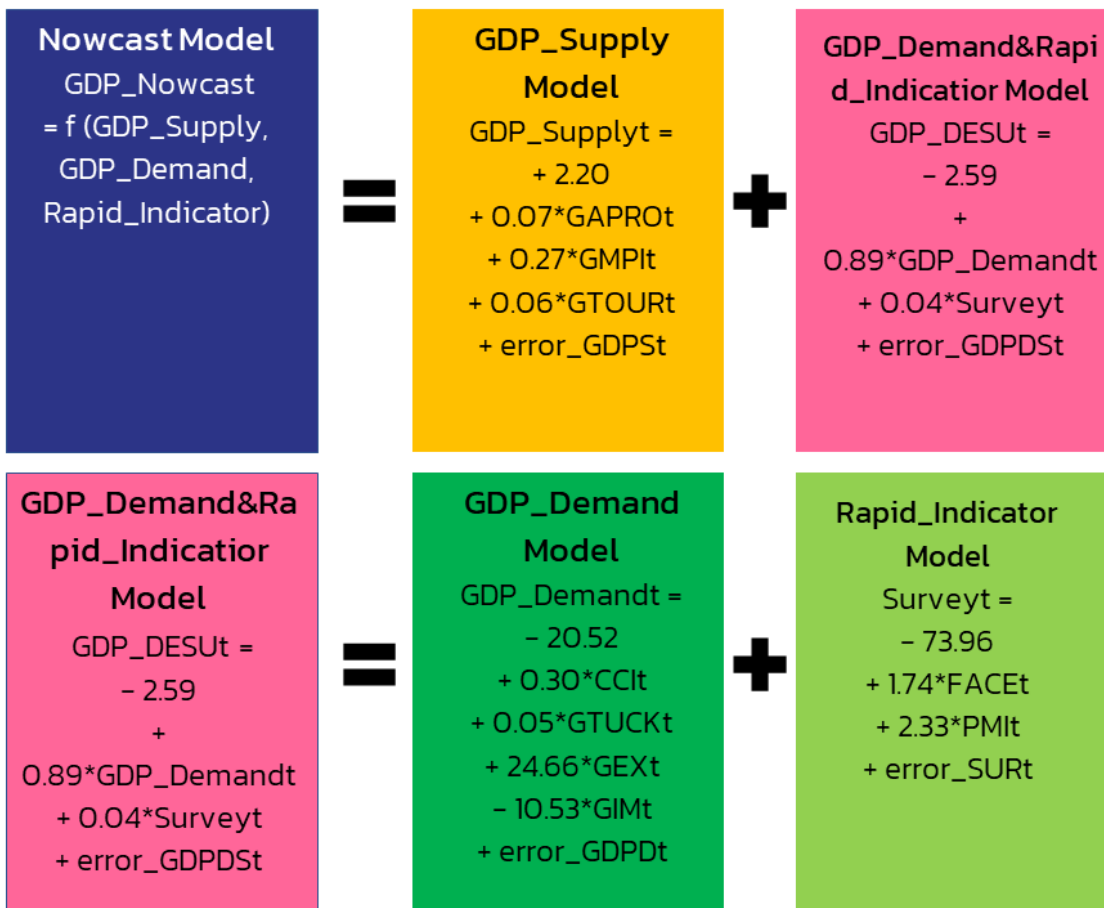 Nowcast Model
GDP_Nowcast
= f (GDP_Supply,
GDP_Demand,
Rapid_Indicator)
=
GDP_Supply
Model
GDP_Supplyt =
+ 2.20
+ 0.07*GAPROt
+ 0.27*GMPIt
+ 0.06*GTOURt
+ error_GDPSt
+
GDP_Demand&Rapi
d_Indicatior Model
GDP_DESUt =
- 2.59
+
0.89*GDP_Demandt
+ 0.04*Surveyt
+ error_GDPDSt
GDP_Demand&Ra
pid_Indicatior
Model
GDP_DESUt =
- 2.59
+
0.89*GDP_Demandt
+ 0.04*Surveyt
+ error_GDPDSt
=
GDP_Demand
Model
GDP_Demandt =
- 20.52
+ 0.30*CCIt
+ 0.05*GTUCKt
+ 24.66*GEXt
- 10.53*GIMt
+ error_GDPDt
+
Rapid_Indicator
Model
Surveyt =
- 73.96
+ 1.74*FACEt
+ 2.33*PMIt
+ error_SURt